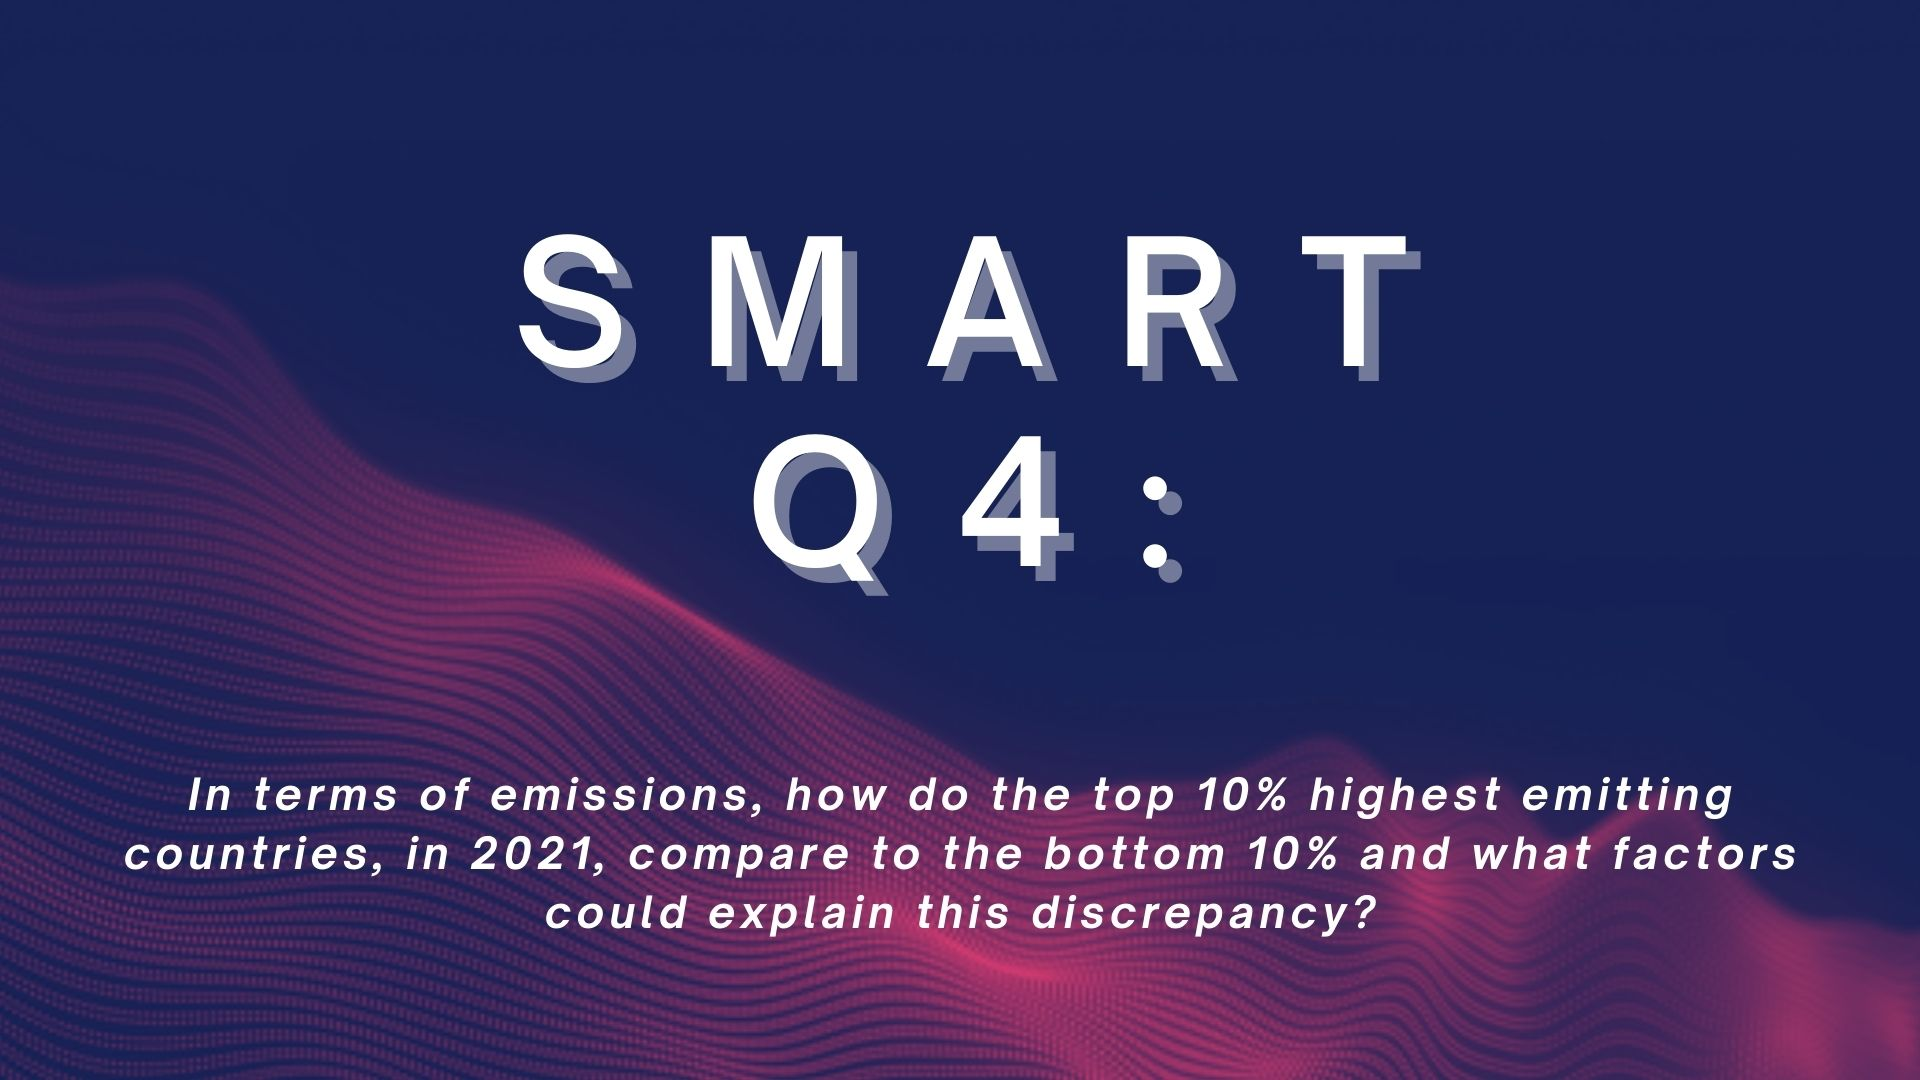 SMART
Q4:
In terms of emissions, how do the top 10% highest emitting
countries, in 2021, compare to the bottom 10% and what factors
could explain this discrepancy?